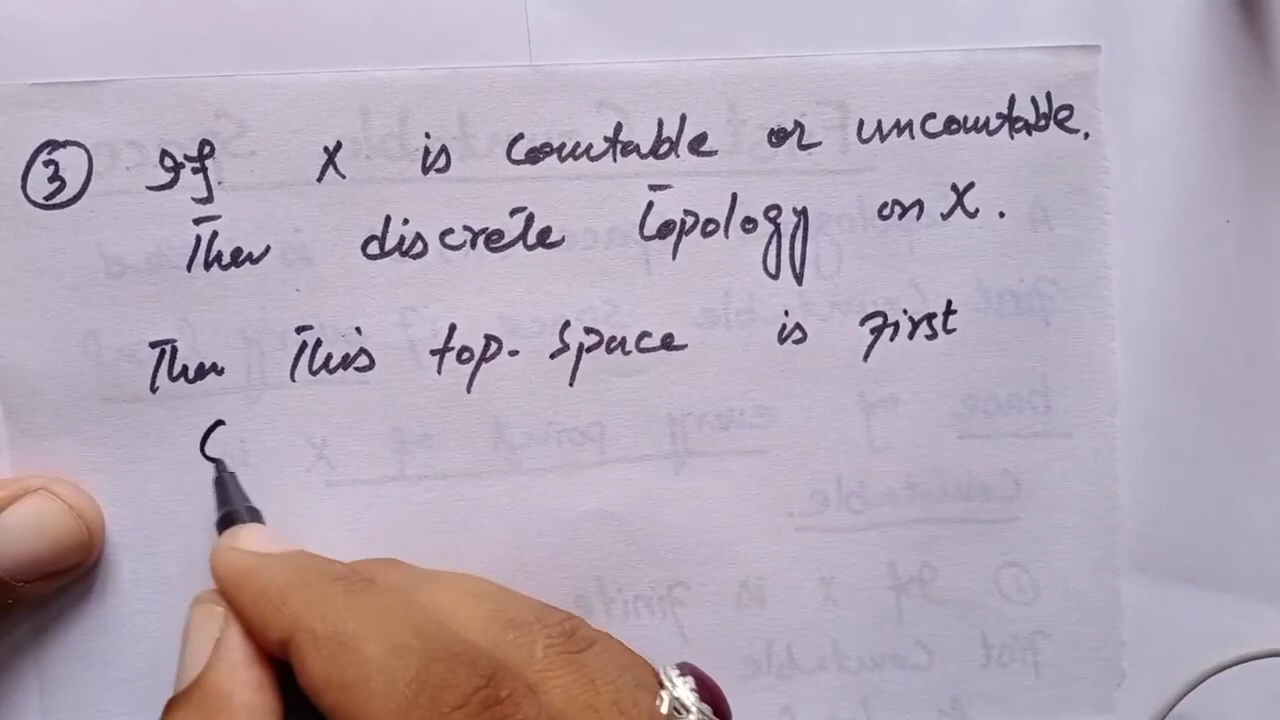 ③ If X is countable or uncountable.
Then discrete topology on X.
Then This top. space is First
C